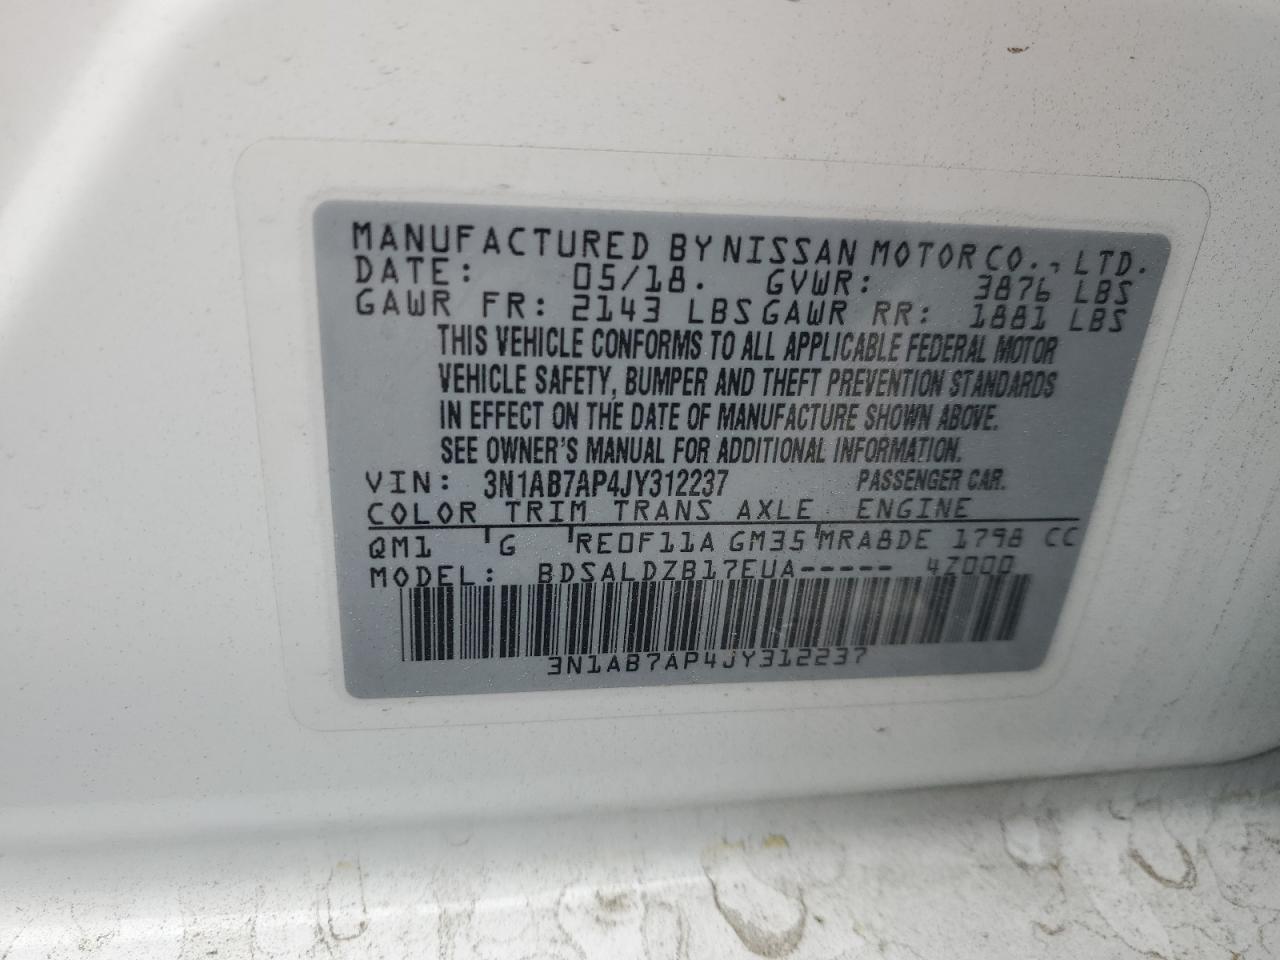 MANUFACTURED BY NISSAN MOTOR CO., LTD.
DATE: 05/18. GVWR: 3876 LBS
GAWR FR: 2143 LBS GAWR RR: 1881 LBS
THIS VEHICLE CONFORMS TO ALL APPLICABLE FEDERAL MOTOR
VEHICLE SAFETY, BUMPER AND THEFT PREVENTION STANDARDS
IN EFFECT ON THE DATE OF MANUFACTURE SHOWN ABOVE.
SEE OWNER'S MANUAL FOR ADDITIONAL INFORMATION.
VIN: 3N1AB7AP4JY312237 PASSENGER CAR.
COLOR TRIM TRANS AXLE ENGINE
QM1 G RE0F11A GM35 MRA8DE 1798 CC
MODEL: BDSALDZB17EUA----- 4Z000
3N1AB7AP4JY312237